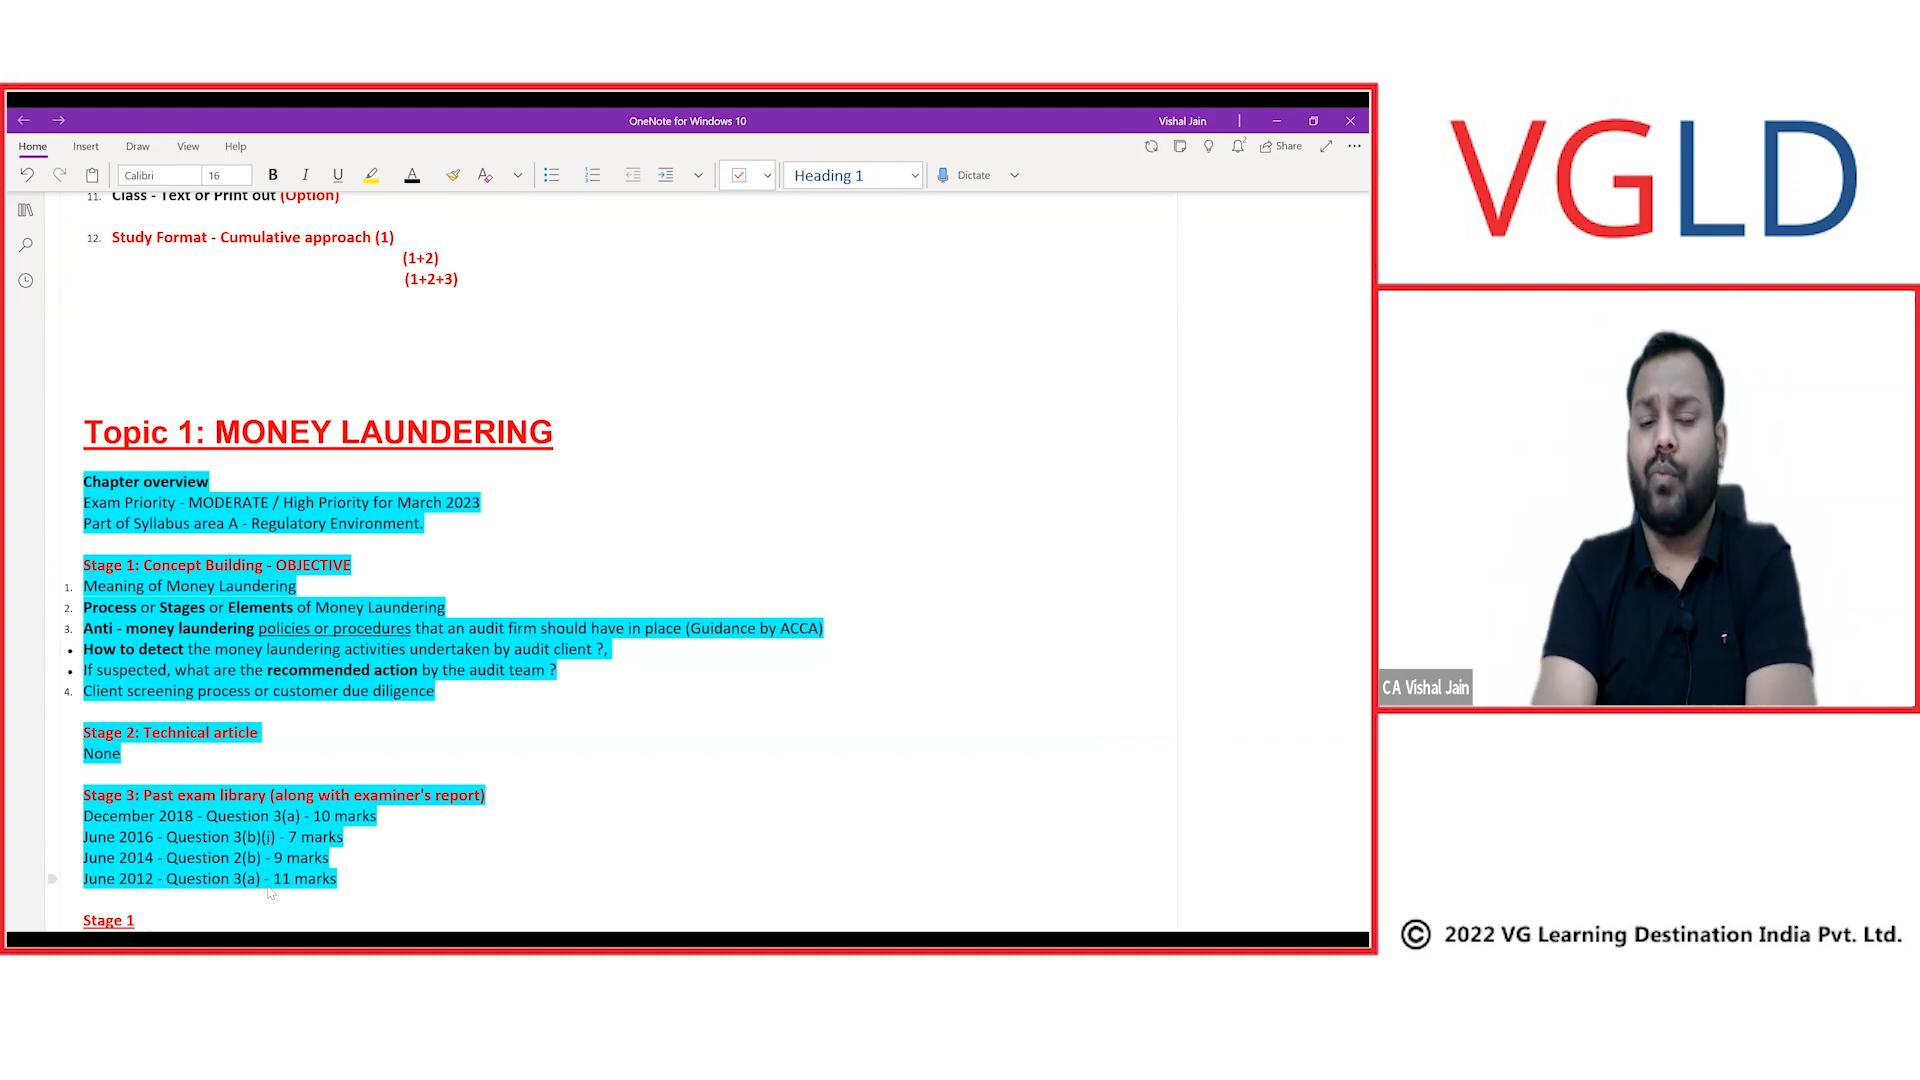 OneNote for Windows 10
Vishal Jain
Home Insert Draw View Help
Share
Calibri 16 B I U A Heading 1 Dictate
11. Class - Text or Print out (Option)
12. Study Format - Cumulative approach (1)
(1+2)
(1+2+3)
Topic 1: MONEY LAUNDERING
Chapter overview
Exam Priority - MODERATE / High Priority for March 2023
Part of Syllabus area A - Regulatory Environment.
Stage 1: Concept Building - OBJECTIVE
1. Meaning of Money Laundering
2. Process or Stages or Elements of Money Laundering
3. Anti - money laundering policies or procedures that an audit firm should have in place (Guidance by ACCA)
• How to detect the money laundering activities undertaken by audit client ?,
• If suspected, what are the recommended action by the audit team ?
4. Client screening process or customer due diligence
Stage 2: Technical article
None
Stage 3: Past exam library (along with examiner's report)
December 2018 - Question 3(a) - 10 marks
June 2016 - Question 3(b)(i) - 7 marks
June 2014 - Question 2(b) - 9 marks
June 2012 - Question 3(a) - 11 marks
Stage 1
VGLD
CA Vishal Jain
© 2022 VG Learning Destination India Pvt. Ltd.